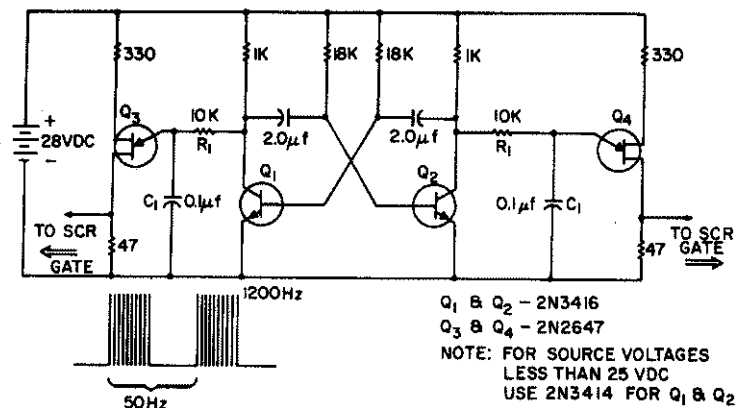 330
1K
18K
18K
1K
330
Q3
10K
R1
2.0μf
2.0μf
10K
R1
Q4
+
28VDC
−
Q1
Q2
C1
0.1μf
0.1μf
C1
TO SCR
GATE
47
TO SCR
GATE
47
1200Hz
50Hz
Q1 & Q2 - 2N3416
Q3 & Q4 - 2N2647
NOTE: FOR SOURCE VOLTAGES
LESS THAN 25 VDC
USE 2N3414 FOR Q1 & Q2